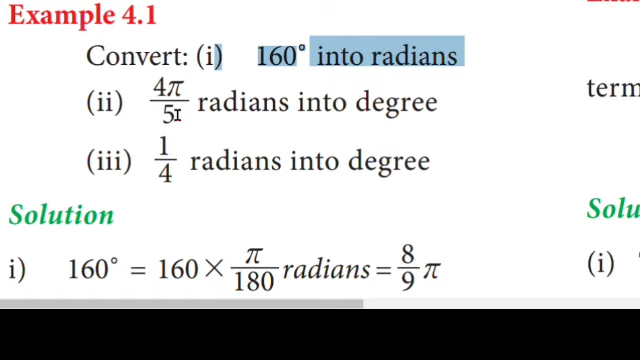 Example 4.1
Convert: (i) 160° into radians
(ii) 4π/5 radians into degree
(iii) 1/4 radians into degree
Solution
i) 160° = 160 × π/180 radians = 8/9 π
term
Solu
(i)